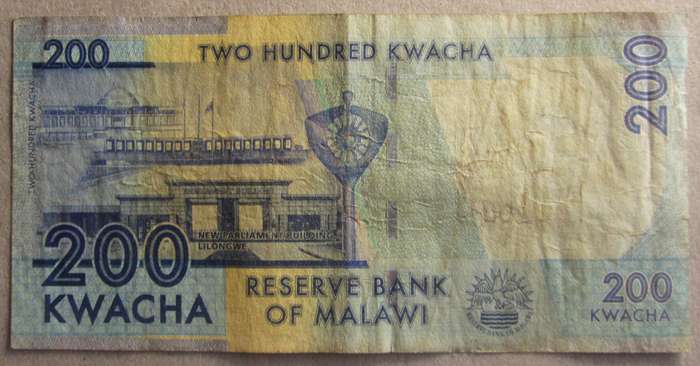 200
TWO HUNDRED KWACHA
200
TWO HUNDRED KWACHA
NEW PARLIAMENT BUILDING
LILONGWE
200
KWACHA
RESERVE BANK
OF MALAWI
200
KWACHA